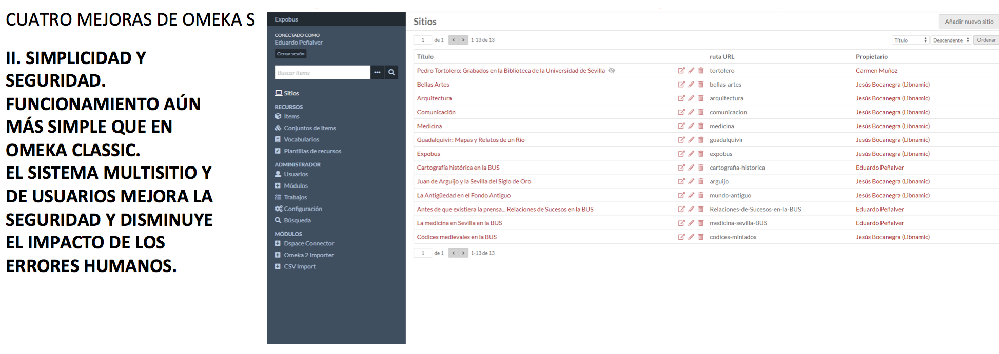 CUATRO MEJORAS DE OMEKA S
II. SIMPLICIDAD Y
SEGURIDAD.
FUNCIONAMIENTO AÚN
MÁS SIMPLE QUE EN
OMEKA CLASSIC.
EL SISTEMA MULTISITIO Y
DE USUARIOS MEJORA LA
SEGURIDAD Y DISMINUYE
EL IMPACTO DE LOS
ERRORES HUMANOS.
Expobus
CONECTADO COMO
Eduardo Peñalver
Cerrar sesión
Buscar items
Sitios
RECURSOS
Items
Conjuntos de items
Vocabularios
Plantillas de recursos
ADMINISTRADOR
Usuarios
Módulos
Trabajos
Configuración
Búsqueda
MÓDULOS
Dspace Connector
Omeka 2 Importer
CSV Import
Sitios
Añadir nuevo sitio
1 de 1 < > 1-13 de 13
Título Descendente Ordenar
Título ruta URL Propietario
Pedro Tortolero: Grabados en la Biblioteca de la Universidad de Sevilla tortolero Carmen Muñoz
Bellas Artes bellas-artes Jesús Bocanegra (Libnamic)
Arquitectura arquitectura Jesús Bocanegra (Libnamic)
Comunicación comunicacion Jesús Bocanegra (Libnamic)
Medicina medicina Jesús Bocanegra (Libnamic)
Guadalquivir: Mapas y Relatos de un Río guadalquivir Jesús Bocanegra (Libnamic)
Expobus expobus Jesús Bocanegra (Libnamic)
Cartografía histórica en la BUS cartografia-historica Eduardo Peñalver
Juan de Arguijo y la Sevilla del Siglo de Oro arguijo Jesús Bocanegra (Libnamic)
La Antigüedad en el Fondo Antiguo mundo-antiguo Jesús Bocanegra (Libnamic)
Antes de que existiera la prensa... Relaciones de Sucesos en la BUS Relaciones-de-Sucesos-en-la-BUS Eduardo Peñalver
La medicina en Sevilla en la BUS medicina-sevilla-BUS Eduardo Peñalver
Códices medievales en la BUS codices-miniados Jesús Bocanegra (Libnamic)
1 de 1 < > 1-13 de 13